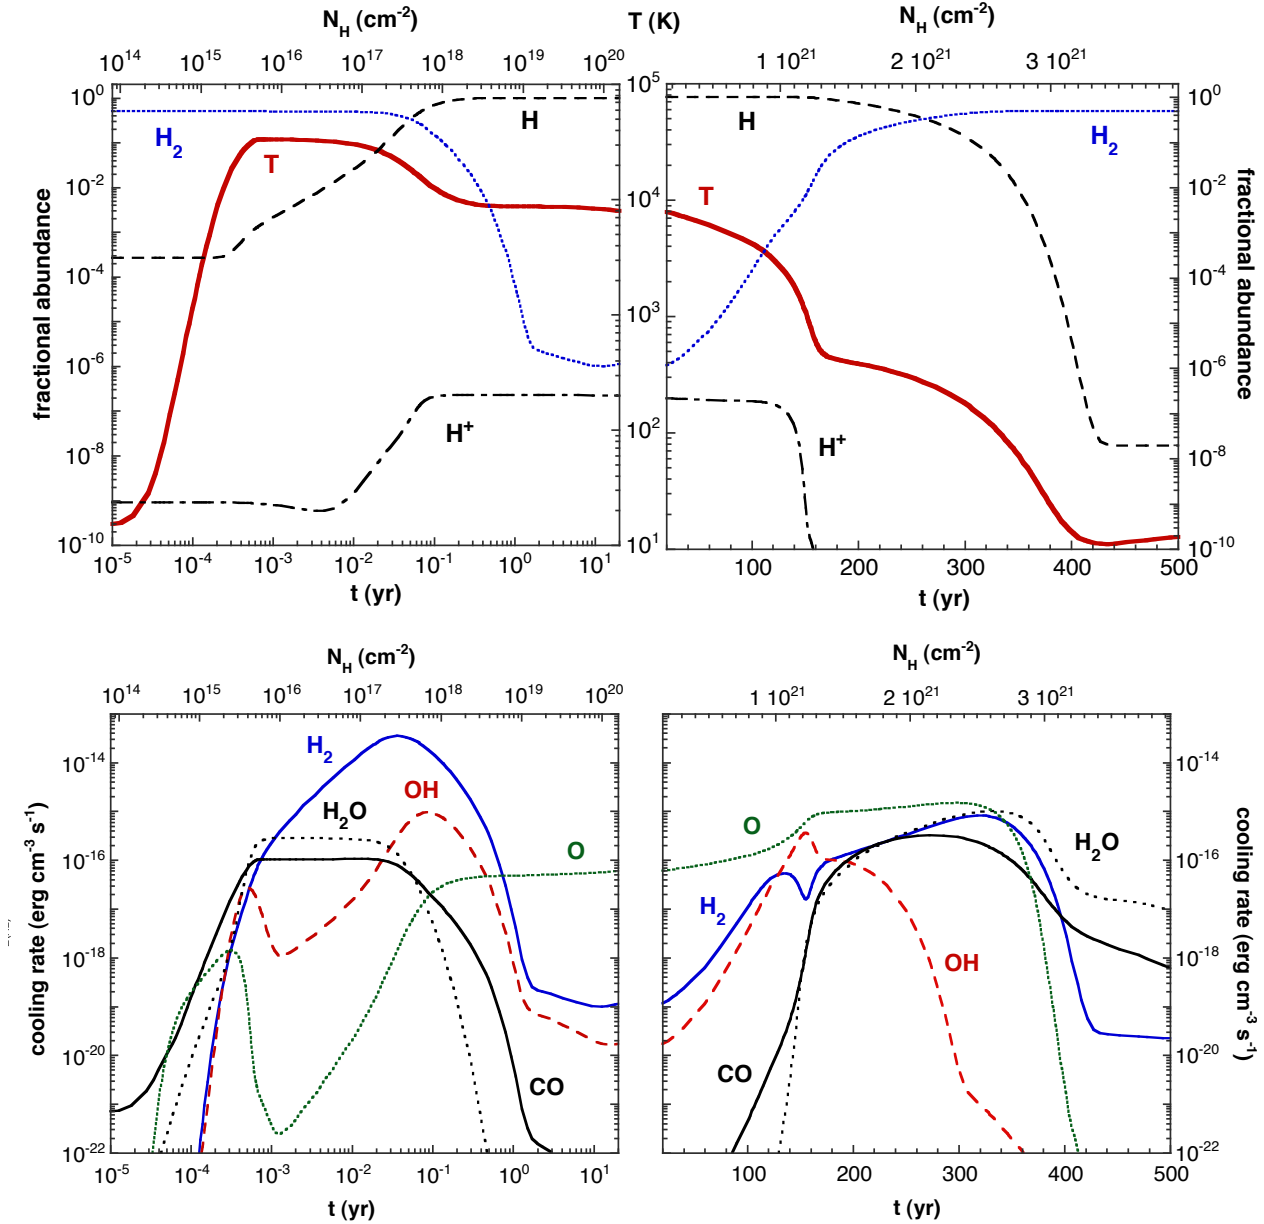 N_H (cm^-2)
T (K)
N_H (cm^-2)
10^14 10^15 10^16 10^17 10^18 10^19 10^20
1 10^21 2 10^21 3 10^21
10^0
10^-2
10^-4
10^-6
10^-8
10^-10
fractional abundance
H_2
T
H
H^+
10^-5 10^-4 10^-3 10^-2 10^-1 10^0 10^1
t (yr)
10^5
10^4
10^3
10^2
10^1
H
T
H_2
H^+
10^0
10^-2
10^-4
10^-6
10^-8
10^-10
fractional abundance
100 200 300 400 500
t (yr)
N_H (cm^-2)
N_H (cm^-2)
10^14 10^15 10^16 10^17 10^18 10^19 10^20
1 10^21 2 10^21 3 10^21
10^-14
10^-16
10^-18
10^-20
10^-22
cooling rate (erg cm^-3 s^-1)
H_2
OH
H_2O
O
CO
10^-5 10^-4 10^-3 10^-2 10^-1 10^0 10^1
t (yr)
O
H_2O
H_2
OH
CO
10^-14
10^-16
10^-18
10^-20
10^-22
cooling rate (erg cm^-3 s^-1)
100 200 300 400 500
t (yr)